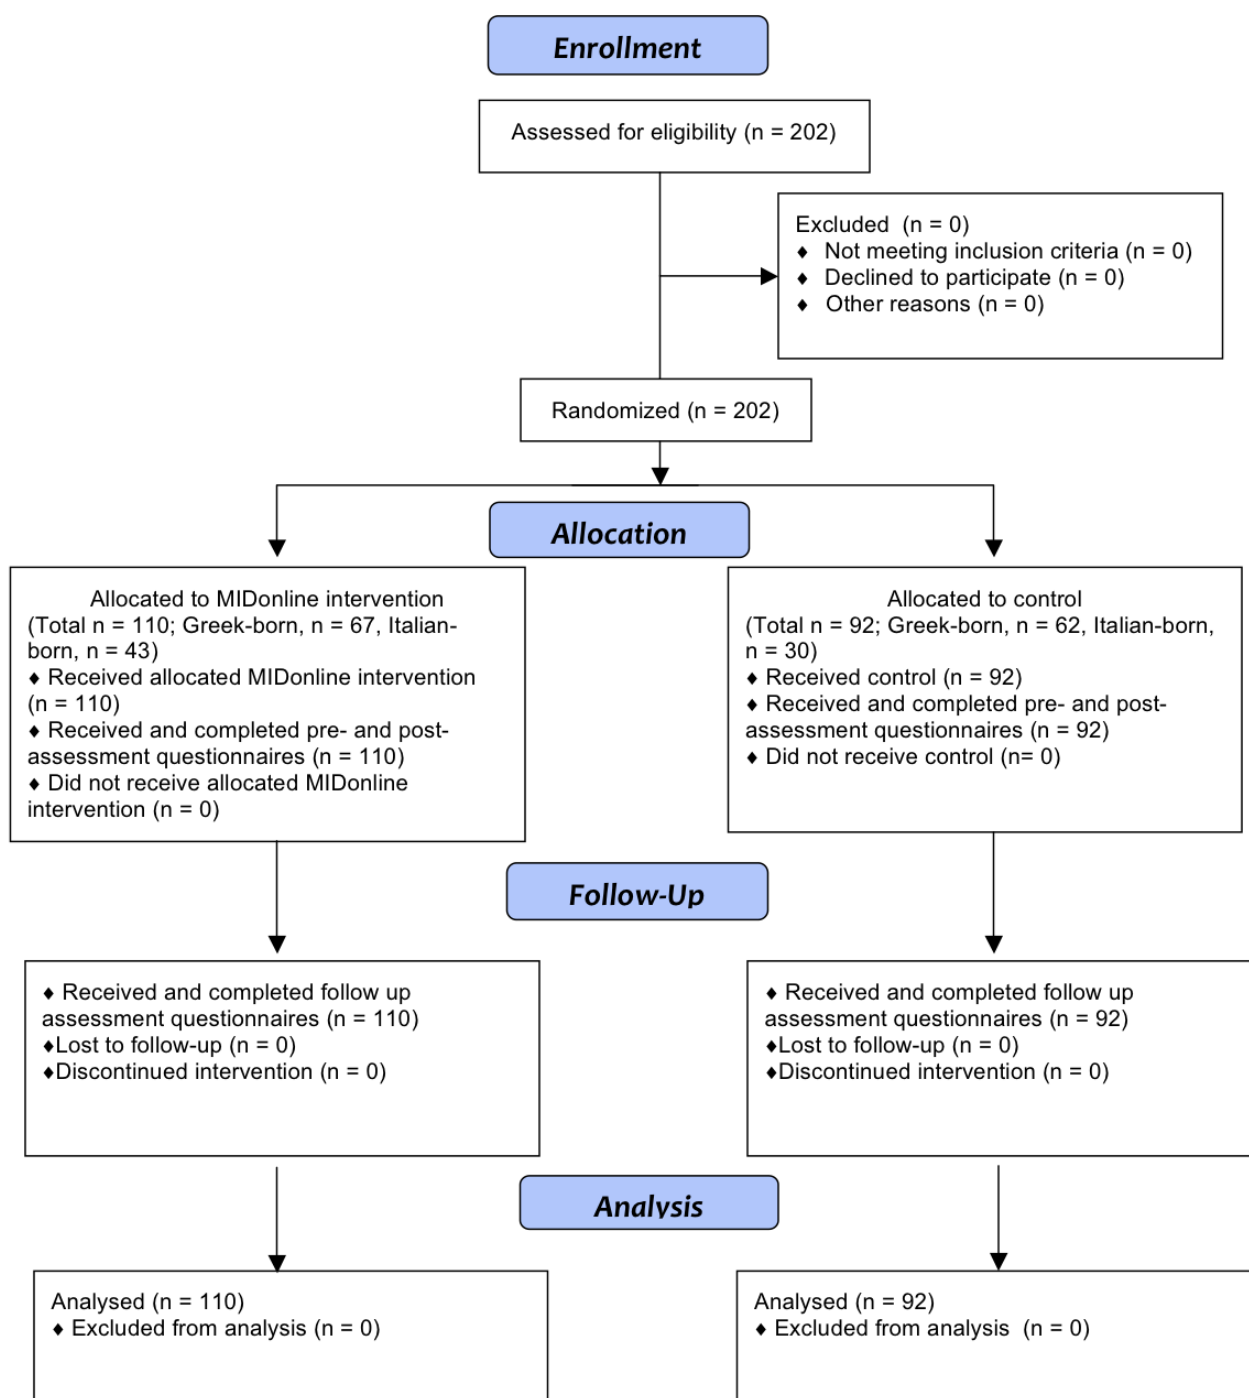 Enrollment
Assessed for eligibility (n = 202)
Excluded  (n = 0)
♦ Not meeting inclusion criteria (n = 0)
♦ Declined to participate (n = 0)
♦ Other reasons (n = 0)
Randomized (n = 202)
Allocation
Allocated to MIDonline intervention
(Total n = 110; Greek-born, n = 67, Italian-
born, n = 43)
♦ Received allocated MIDonline intervention
(n = 110)
♦ Received and completed pre- and post-
assessment questionnaires (n = 110)
♦ Did not receive allocated MIDonline
intervention (n = 0)
Allocated to control
(Total n = 92; Greek-born, n = 62, Italian-born,
n = 30)
♦ Received control (n = 92)
♦ Received and completed pre- and post-
assessment questionnaires (n = 92)
♦ Did not receive control (n= 0)
Follow-Up
♦ Received and completed follow up
assessment questionnaires (n = 110)
♦Lost to follow-up (n = 0)
♦Discontinued intervention (n = 0)
♦ Received and completed follow up
assessment questionnaires (n = 92)
♦Lost to follow-up (n = 0)
♦Discontinued intervention (n = 0)
Analysis
Analysed (n = 110)
♦ Excluded from analysis (n = 0)
Analysed (n = 92)
♦ Excluded from analysis  (n = 0)